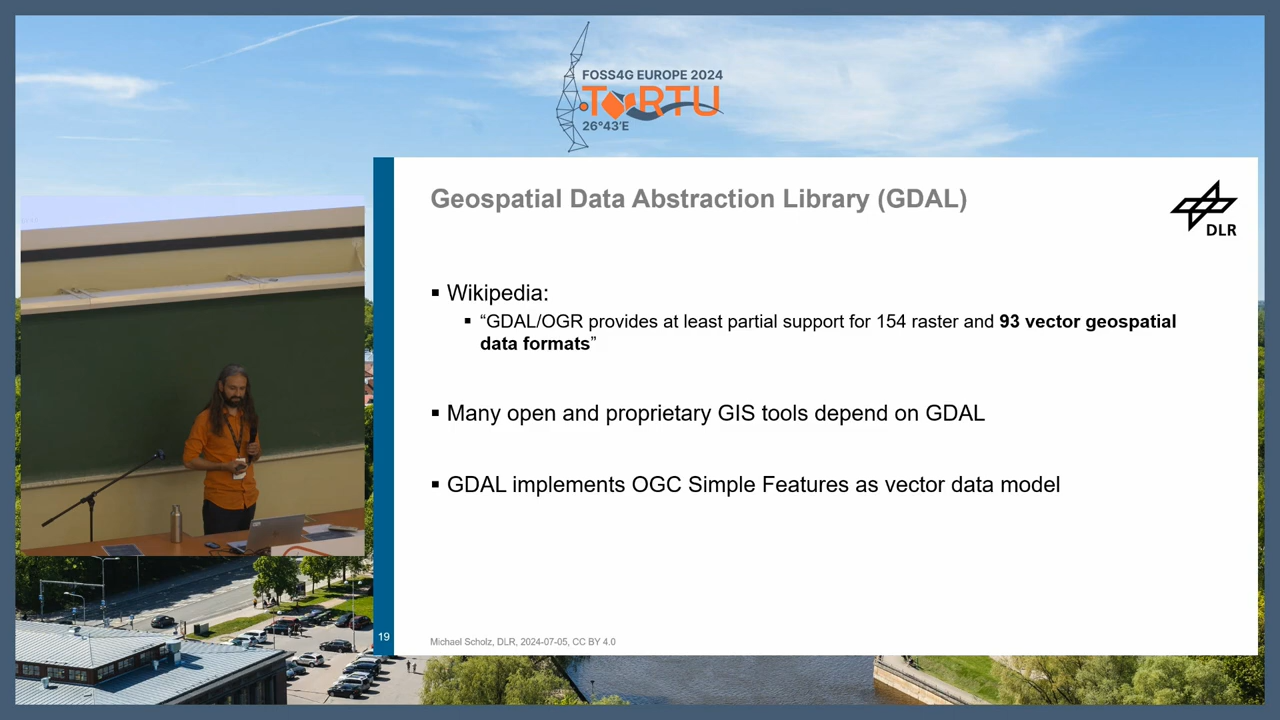 FOSS4G EUROPE 2024
TARTU
26°43'E
Geospatial Data Abstraction Library (GDAL)
DLR
▪ Wikipedia:
▪ “GDAL/OGR provides at least partial support for 154 raster and 93 vector geospatial
data formats”
▪ Many open and proprietary GIS tools depend on GDAL
▪ GDAL implements OGC Simple Features as vector data model
19
Michael Scholz, DLR, 2024-07-05, CC BY 4.0